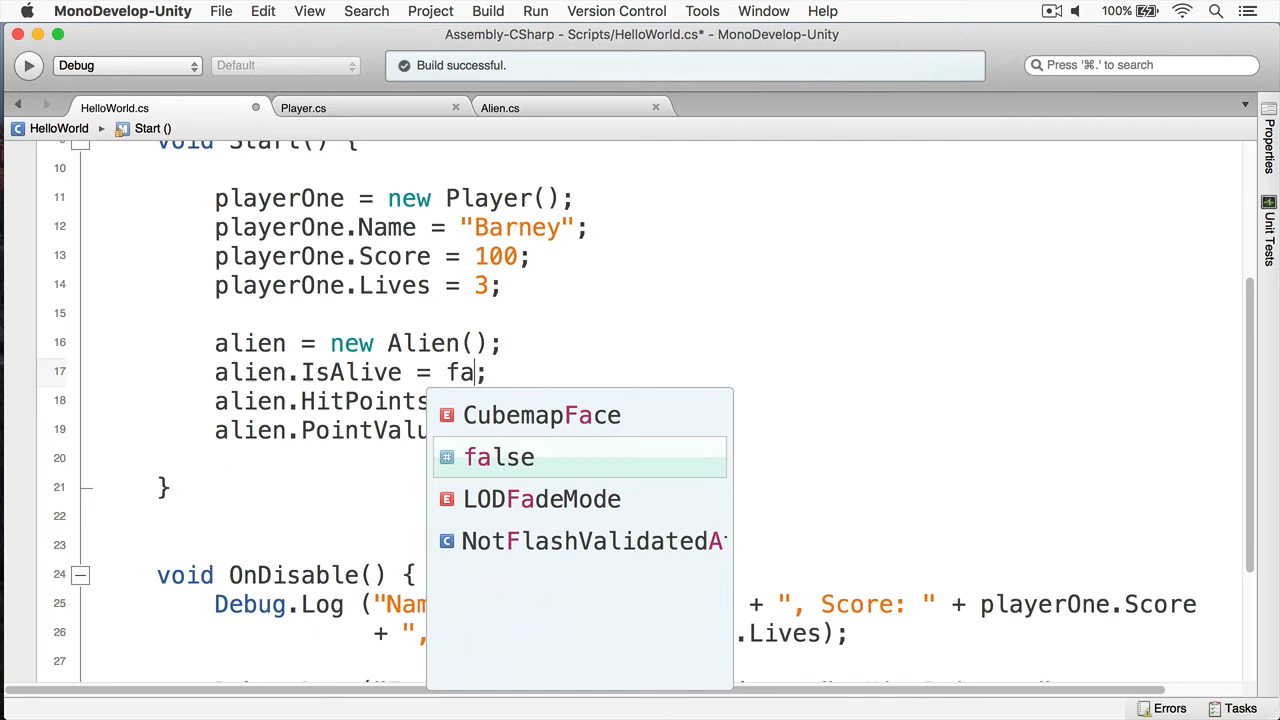 MonoDevelop-Unity File Edit View Search Project Build Run Version Control Tools Window Help 100%
Assembly-CSharp - Scripts/HelloWorld.cs* - MonoDevelop-Unity
Debug Default Build successful. Press '⌘.' to search
HelloWorld.cs Player.cs Alien.cs
HelloWorld Start ()
void Start() {
10
11 playerOne = new Player();
12 playerOne.Name = "Barney";
13 playerOne.Score = 100;
14 playerOne.Lives = 3;
15
16 alien = new Alien();
17 alien.IsAlive = fa;
18 alien.HitPoints
19 alien.PointValu
20
21 }
22
23
24 void OnDisable() {
25 Debug.Log ("Nam + ", Score: " + playerOne.Score
26 + ", .Lives);
27
CubemapFace
false
LODFadeMode
NotFlashValidatedA
Properties
Unit Tests
Errors Tasks